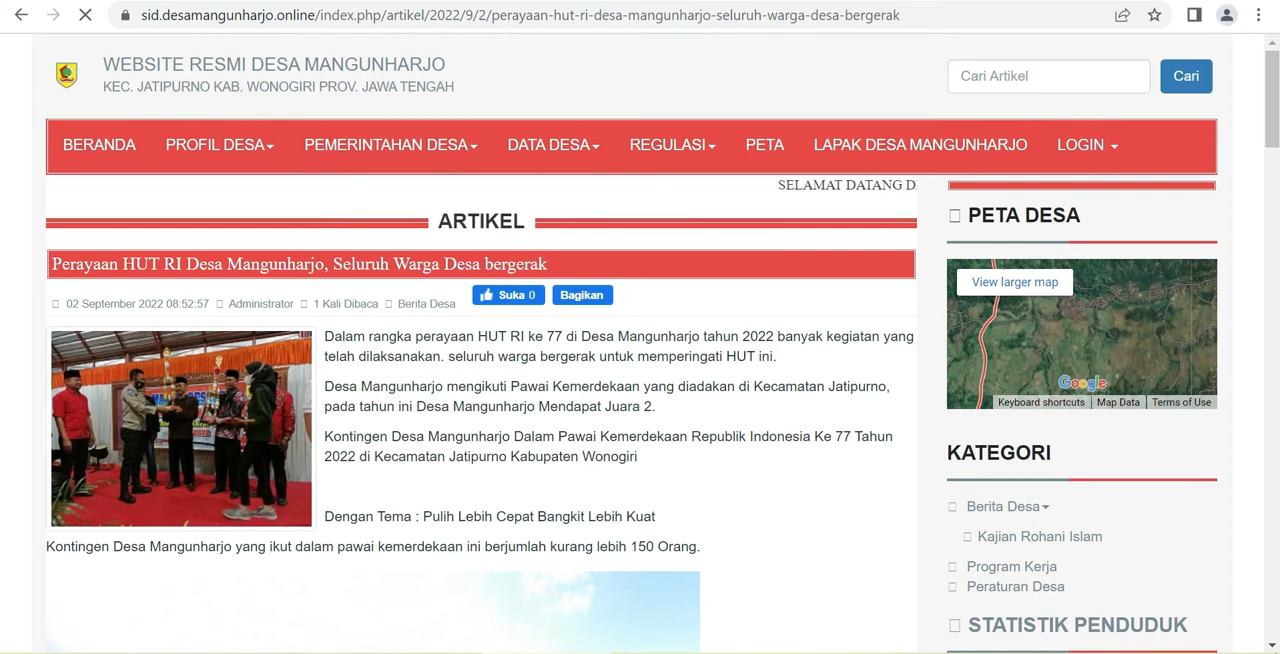 sid.desamangunharjo.online/index.php/artikel/2022/9/2/perayaan-hut-ri-desa-mangunharjo-seluruh-warga-desa-bergerak
WEBSITE RESMI DESA MANGUNHARJO
KEC. JATIPURNO KAB. WONOGIRI PROV. JAWA TENGAH
Cari Artikel
Cari
BERANDA PROFIL DESA PEMERINTAHAN DESA DATA DESA REGULASI PETA LAPAK DESA MANGUNHARJO LOGIN
SELAMAT DATANG D
ARTIKEL
Perayaan HUT RI Desa Mangunharjo, Seluruh Warga Desa bergerak
02 September 2022 08:52:57 Administrator 1 Kali Dibaca Berita Desa Suka 0 Bagikan
Dalam rangka perayaan HUT RI ke 77 di Desa Mangunharjo tahun 2022 banyak kegiatan yang
telah dilaksanakan. seluruh warga bergerak untuk memperingati HUT ini.
Desa Mangunharjo mengikuti Pawai Kemerdekaan yang diadakan di Kecamatan Jatipurno,
pada tahun ini Desa Mangunharjo Mendapat Juara 2.
Kontingen Desa Mangunharjo Dalam Pawai Kemerdekaan Republik Indonesia Ke 77 Tahun
2022 di Kecamatan Jatipurno Kabupaten Wonogiri
Dengan Tema : Pulih Lebih Cepat Bangkit Lebih Kuat
Kontingen Desa Mangunharjo yang ikut dalam pawai kemerdekaan ini berjumlah kurang lebih 150 Orang.
PETA DESA
View larger map
Google
Keyboard shortcuts Map Data Terms of Use
KATEGORI
Berita Desa
Kajian Rohani Islam
Program Kerja
Peraturan Desa
STATISTIK PENDUDUK